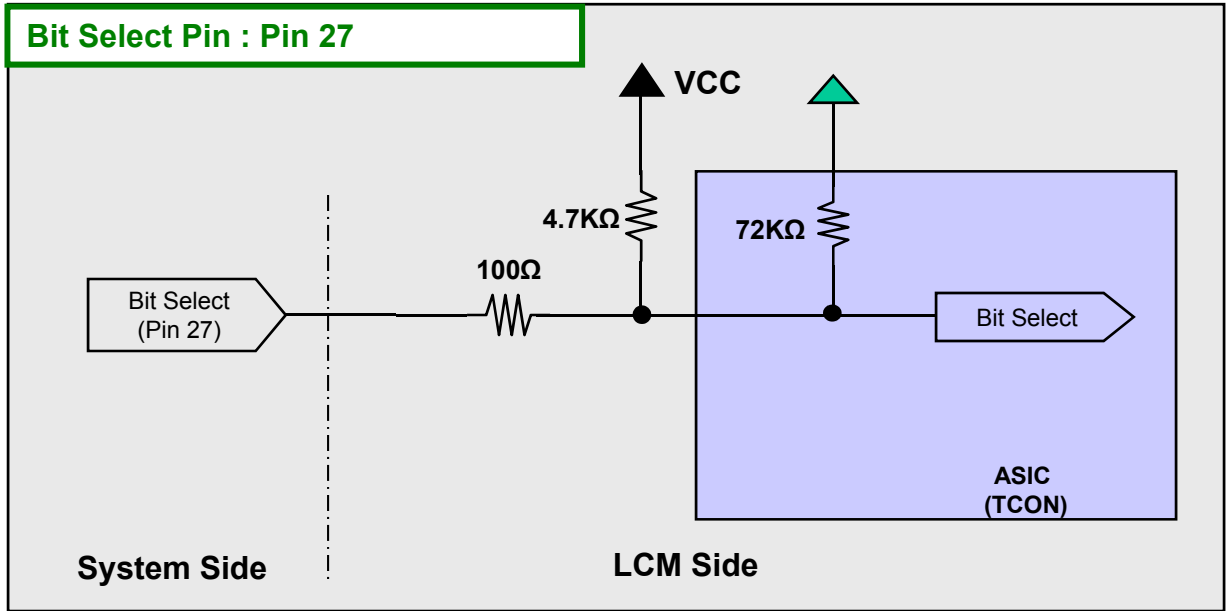 Bit Select Pin : Pin 27
VCC
4.7KΩ
72KΩ
100Ω
Bit Select
(Pin 27)
Bit Select
ASIC
(TCON)
System Side
LCM Side